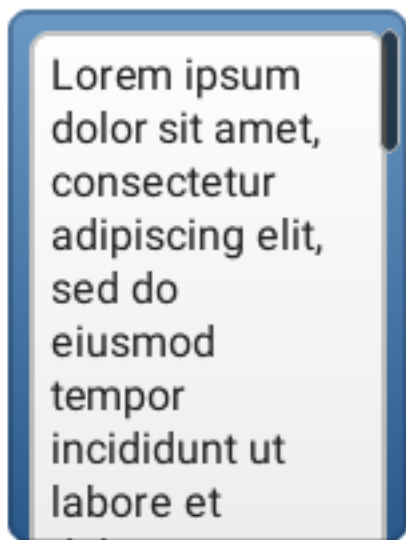 Lorem ipsum
dolor sit amet,
consectetur
adipiscing elit,
sed do
eiusmod
tempor
incididunt ut
labore et